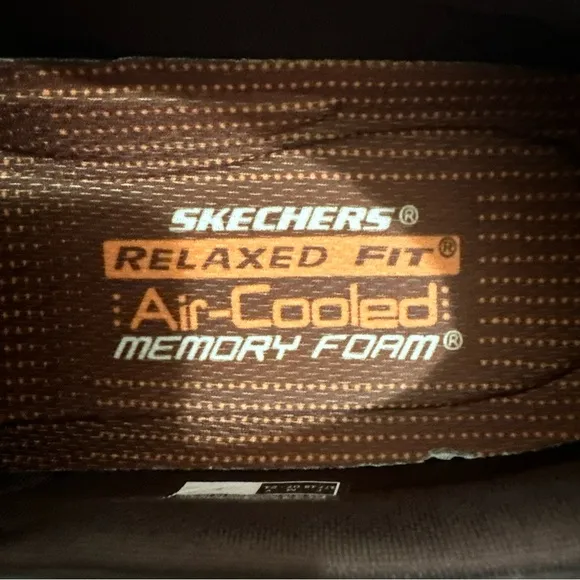 SKECHERS®
RELAXED FIT®
Air-Cooled
MEMORY FOAM®